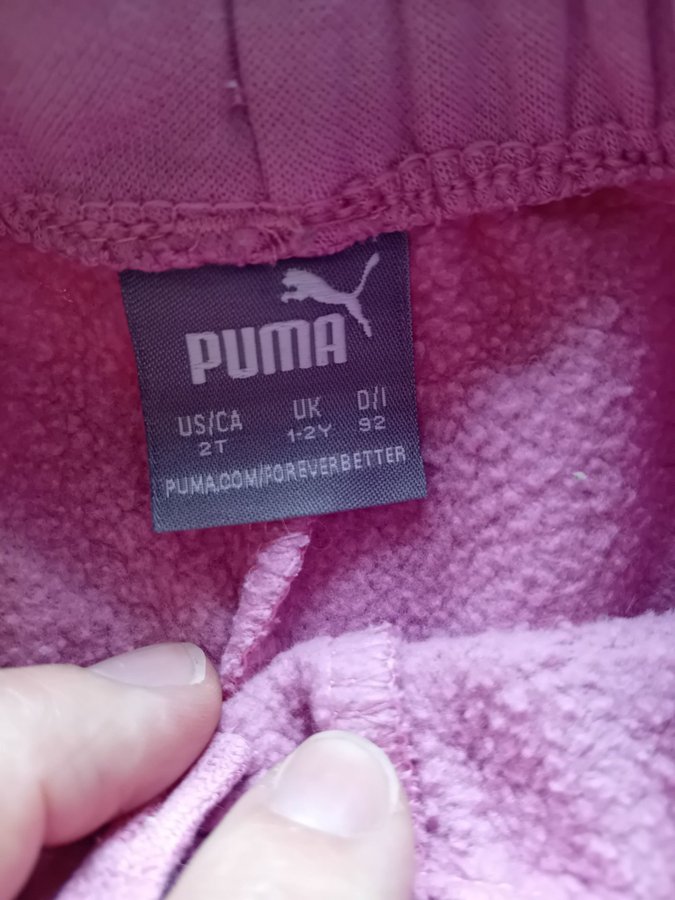 PUMA
US/CA UK D/I
2T 1-2Y 92
PUMA.COM/FOREVERBETTER